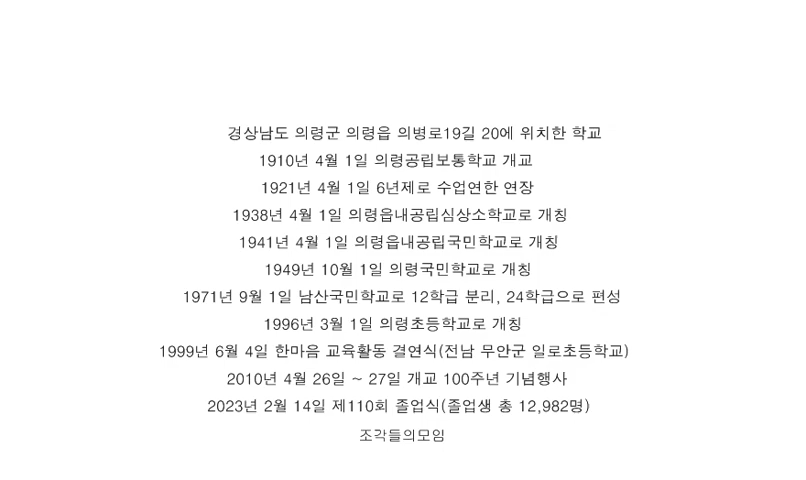 경상남도 의령군 의령읍 의병로19길 20에 위치한 학교
1910년 4월 1일 의령공립보통학교 개교
1921년 4월 1일 6년제로 수업연한 연장
1938년 4월 1일 의령읍내공립심상소학교로 개칭
1941년 4월 1일 의령읍내공립국민학교로 개칭
1949년 10월 1일 의령국민학교로 개칭
1971년 9월 1일 남산국민학교로 12학급 분리, 24학급으로 편성
1996년 3월 1일 의령초등학교로 개칭
1999년 6월 4일 한마음 교육활동 결연식(전남 무안군 일로초등학교)
2010년 4월 26일 ~ 27일 개교 100주년 기념행사
2023년 2월 14일 제110회 졸업식(졸업생 총 12,982명)
조각들의모임